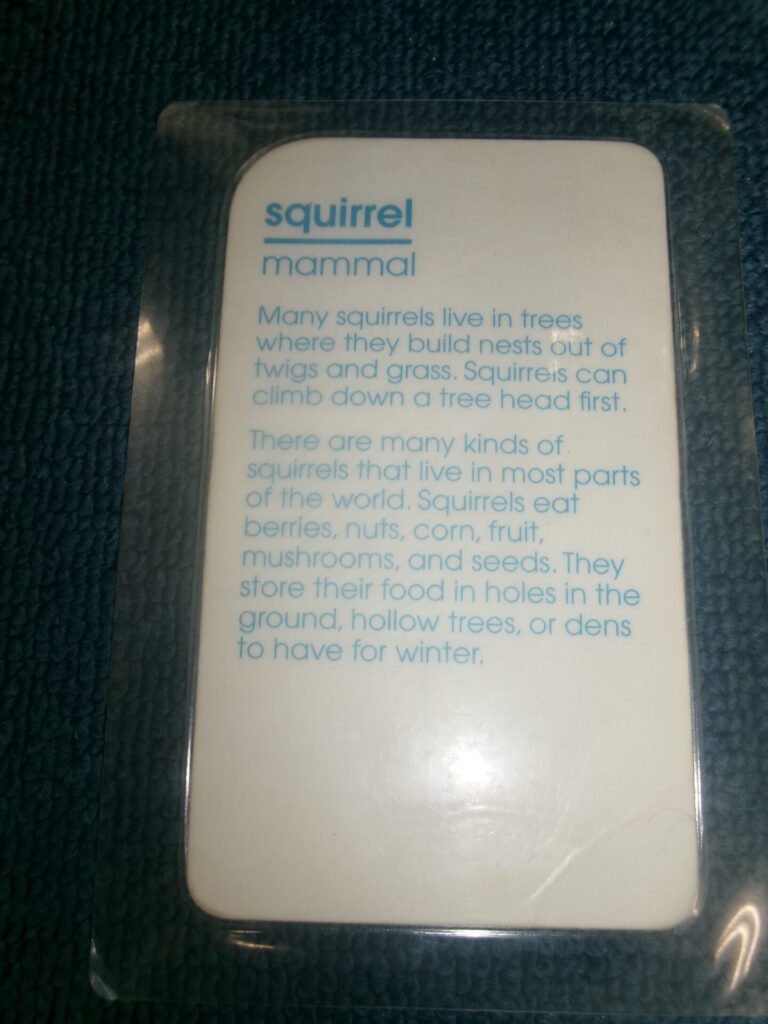 squirrel
mammal
Many squirrels live in trees
where they build nests out of
twigs and grass. Squirrels can
climb down a tree head first.
There are many kinds of
squirrels that live in most parts
of the world. Squirrels eat
berries, nuts, corn, fruit,
mushrooms, and seeds. They
store their food in holes in the
ground, hollow trees, or dens
to have for winter.